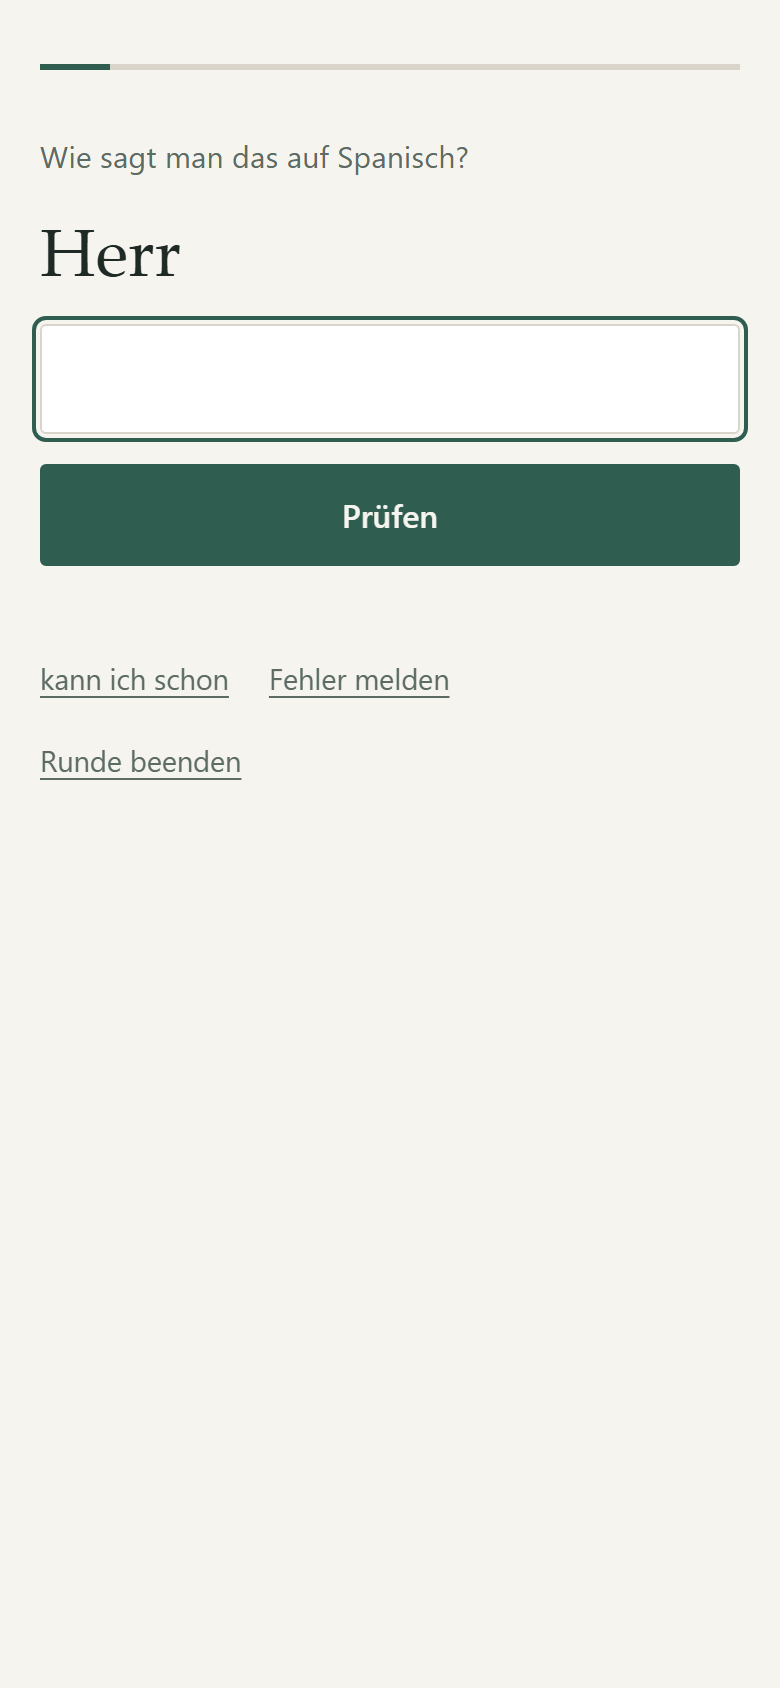 Wie sagt man das auf Spanisch?
Herr
Prüfen
kann ich schon Fehler melden
Runde beenden